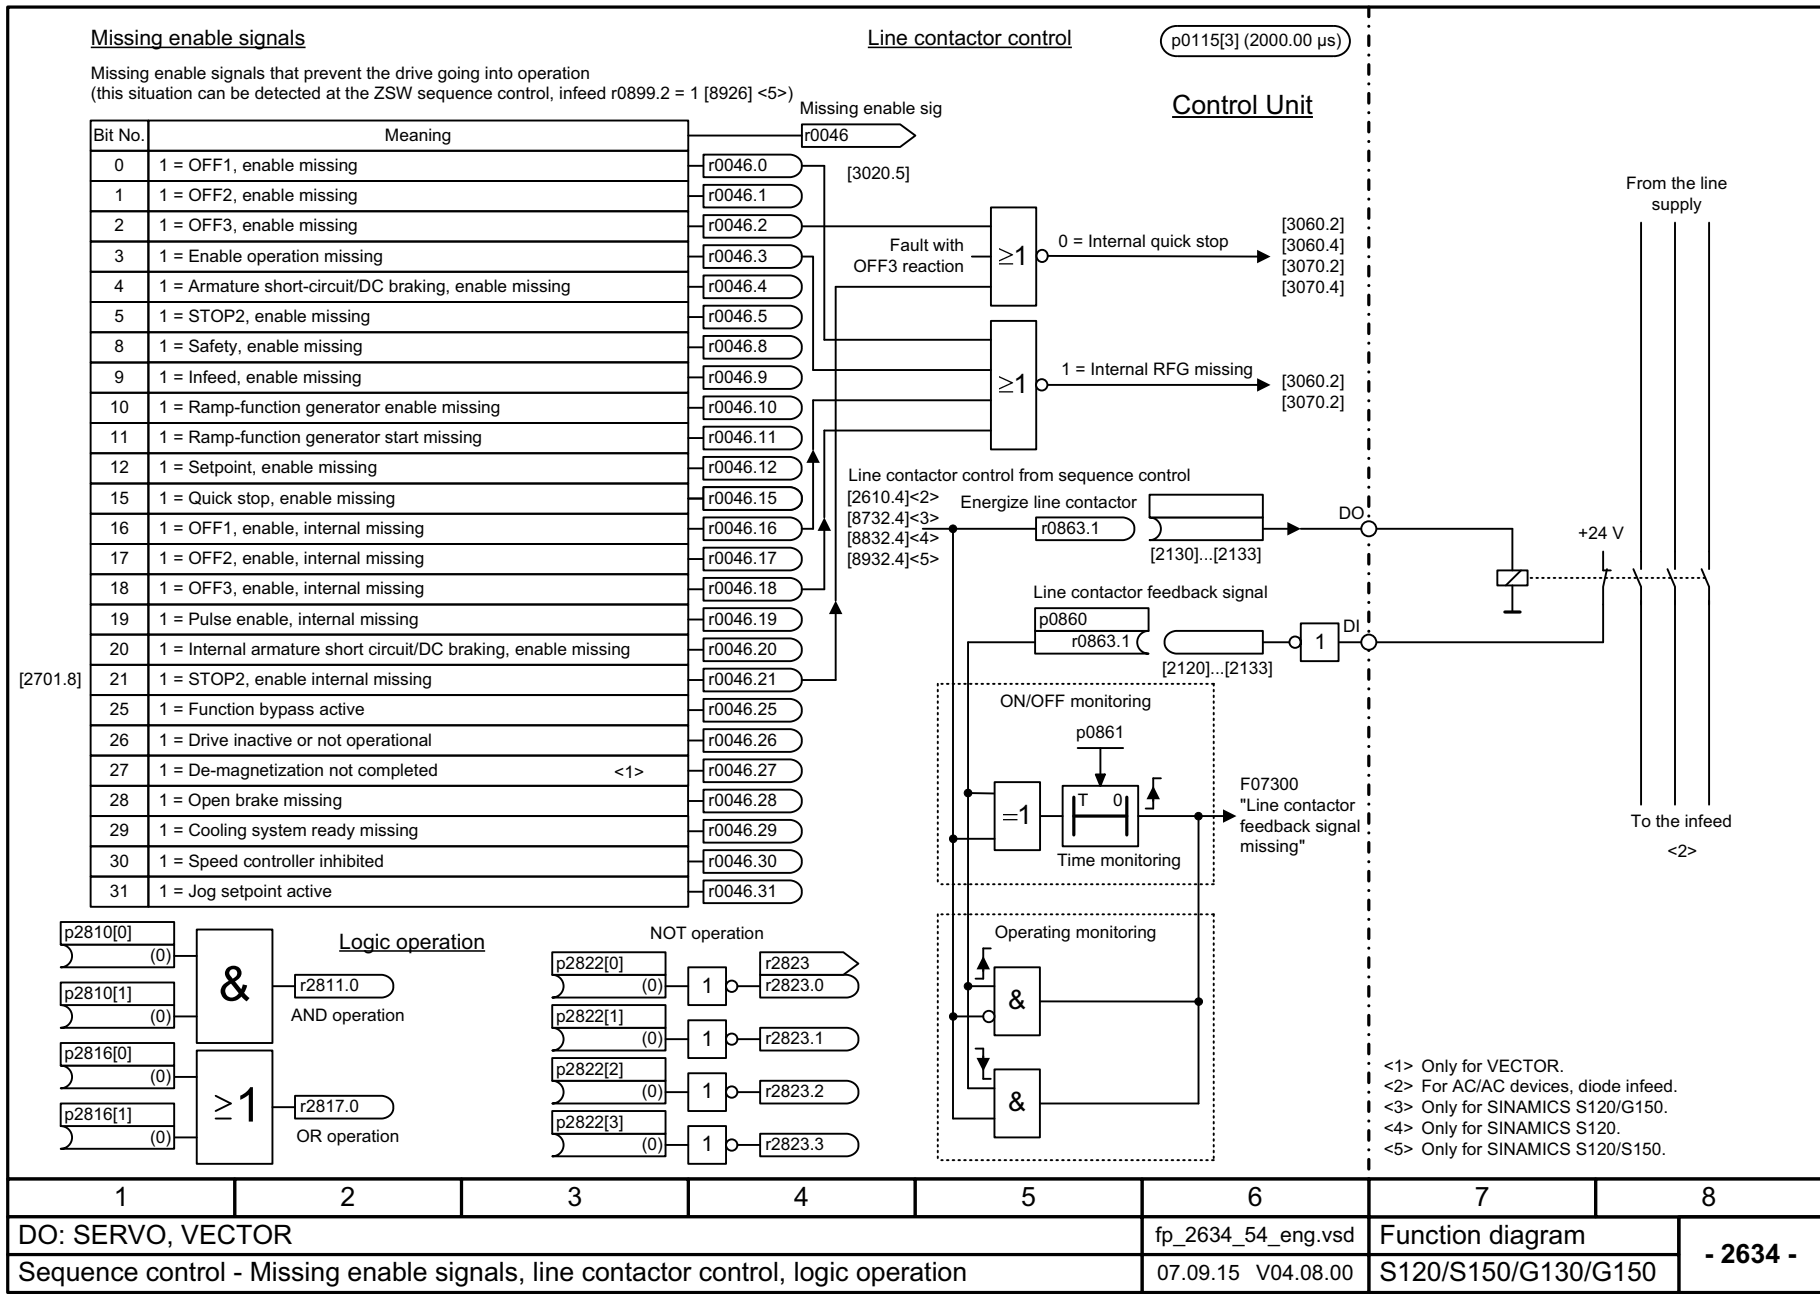 Missing enable signals
Line contactor control
p0115[3] (2000.00 µs)
Missing enable signals that prevent the drive going into operation
(this situation can be detected at the ZSW sequence control, infeed r0899.2 = 1 [8926] <5>)
Missing enable sig
Control Unit
Bit No. Meaning r0046
0 1 = OFF1, enable missing r0046.0
[3020.5]
1 1 = OFF2, enable missing r0046.1
2 1 = OFF3, enable missing r0046.2
3 1 = Enable operation missing r0046.3
4 1 = Armature short-circuit/DC braking, enable missing r0046.4
5 1 = STOP2, enable missing r0046.5
8 1 = Safety, enable missing r0046.8
9 1 = Infeed, enable missing r0046.9
10 1 = Ramp-function generator enable missing r0046.10
11 1 = Ramp-function generator start missing r0046.11
12 1 = Setpoint, enable missing r0046.12
15 1 = Quick stop, enable missing r0046.15
16 1 = OFF1, enable, internal missing r0046.16
17 1 = OFF2, enable, internal missing r0046.17
18 1 = OFF3, enable, internal missing r0046.18
19 1 = Pulse enable, internal missing r0046.19
20 1 = Internal armature short circuit/DC braking, enable missing r0046.20
[2701.8] 21 1 = STOP2, enable internal missing r0046.21
25 1 = Function bypass active r0046.25
26 1 = Drive inactive or not operational r0046.26
27 1 = De-magnetization not completed <1> r0046.27
28 1 = Open brake missing r0046.28
29 1 = Cooling system ready missing r0046.29
30 1 = Speed controller inhibited r0046.30
31 1 = Jog setpoint active r0046.31
Fault with
OFF3 reaction
≥1
0 = Internal quick stop
[3060.2]
[3060.4]
[3070.2]
[3070.4]
≥1
1 = Internal RFG missing
[3060.2]
[3070.2]
Line contactor control from sequence control
[2610.4]<2>
[8732.4]<3>
[8832.4]<4>
[8932.4]<5>
Energize line contactor
r0863.1
[2130]...[2133]
DO
Line contactor feedback signal
p0860
r0863.1
[2120]...[2133]
1
DI
ON/OFF monitoring
p0861
=1
T 0
Time monitoring
F07300
"Line contactor
feedback signal
missing"
Operating monitoring
&
&
From the line
supply
+24 V
To the infeed
<2>
Logic operation
p2810[0]
(0)
p2810[1]
(0)
&
r2811.0
AND operation
p2816[0]
(0)
p2816[1]
(0)
≥1
r2817.0
OR operation
NOT operation
p2822[0]
(0)
1
r2823
r2823.0
p2822[1]
(0)
1
r2823.1
p2822[2]
(0)
1
r2823.2
p2822[3]
(0)
1
r2823.3
<1> Only for VECTOR.
<2> For AC/AC devices, diode infeed.
<3> Only for SINAMICS S120/G150.
<4> Only for SINAMICS S120.
<5> Only for SINAMICS S120/S150.
1 2 3 4 5 6 7 8
DO: SERVO, VECTOR
fp_2634_54_eng.vsd
Function diagram
- 2634 -
Sequence control - Missing enable signals, line contactor control, logic operation
07.09.15 V04.08.00
S120/S150/G130/G150